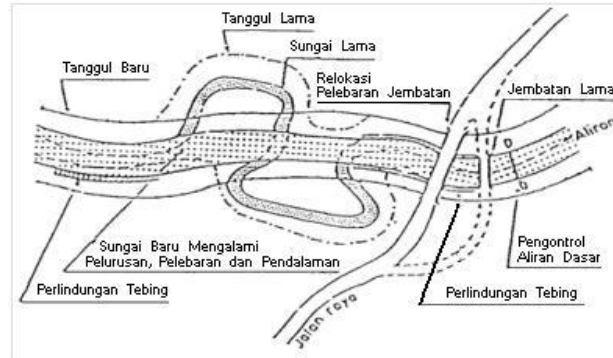 Tanggul Lama
Sungai Lama
Tanggul Baru
Relokasi
Pelebaran Jembatan
Jembatan Lama
Aliran
D
D
Sungai Baru Mengalami
Pelurusan, Pelebaran dan Pendalaman
Pengontrol
Aliran Dasar
Perlindungan Tebing
Perlindungan Tebing
Jalan raya